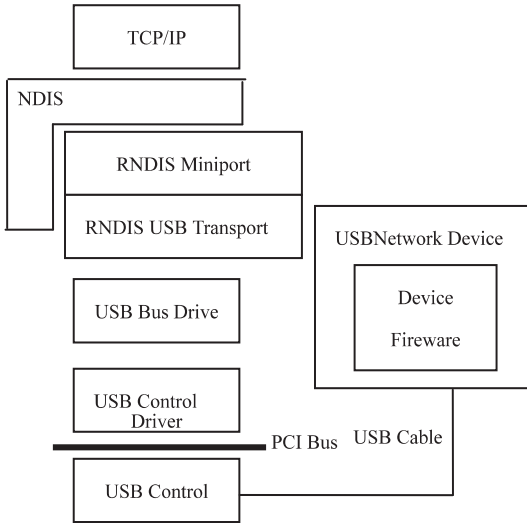 TCP/IP
NDIS
RNDIS Miniport
RNDIS USB Transport
USBNetwork Device
Device
Fireware
USB Bus Drive
USB Control
Driver
PCI Bus
USB Cable
USB Control